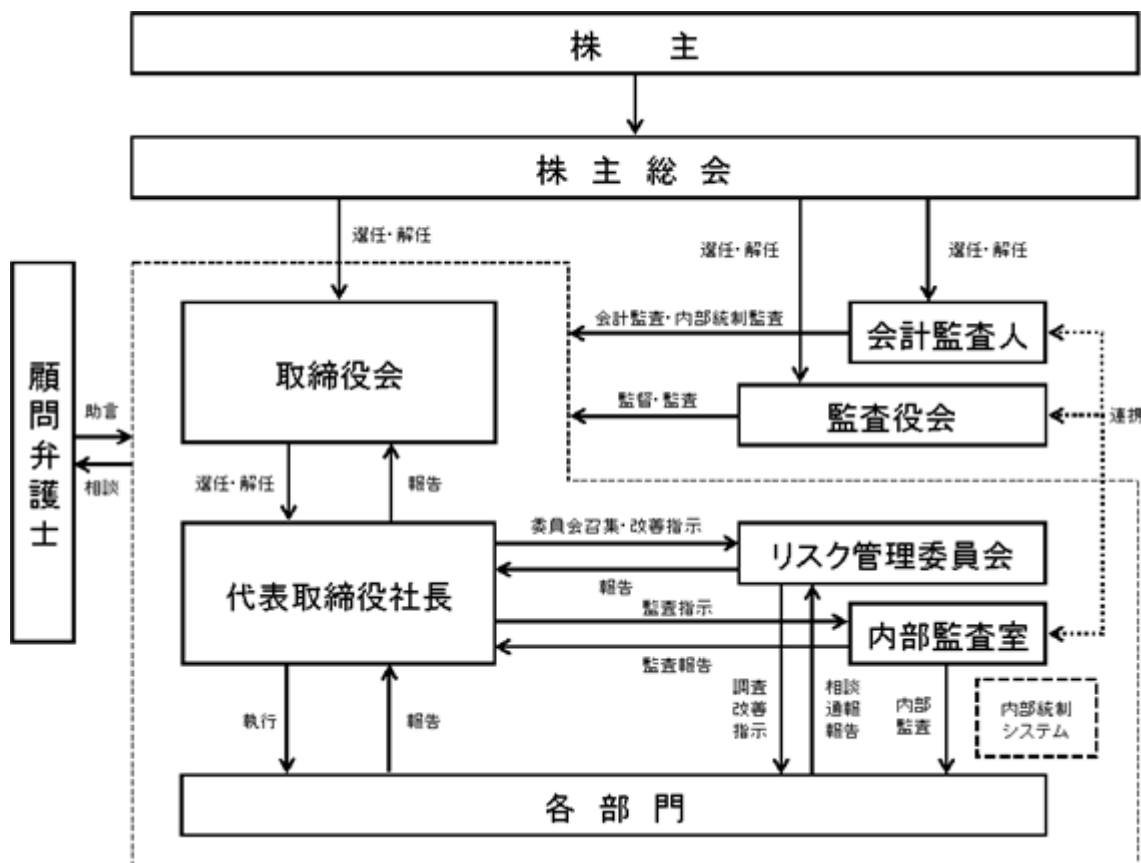 株 主
株 主 総 会
選任・解任
選任・解任
選任・解任
顧問弁護士
助言
相談
取締役会
会計監査・内部統制監査
会計監査人
監督・監査
監査役会
連携
選任・解任
報告
代表取締役社長
委員会召集・改善指示
報告
リスク管理委員会
監査指示
監査報告
内部監査室
執行
報告
調査
改善
指示
相談
通報
報告
内部
監査
内部統制
システム
各 部 門